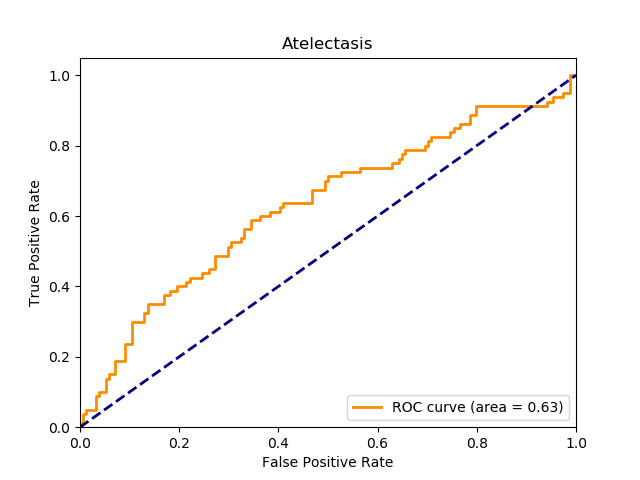 Atelectasis
True Positive Rate
1.0
0.8
0.6
0.4
0.2
0.0
ROC curve (area = 0.63)
0.0 0.2 0.4 0.6 0.8 1.0
False Positive Rate